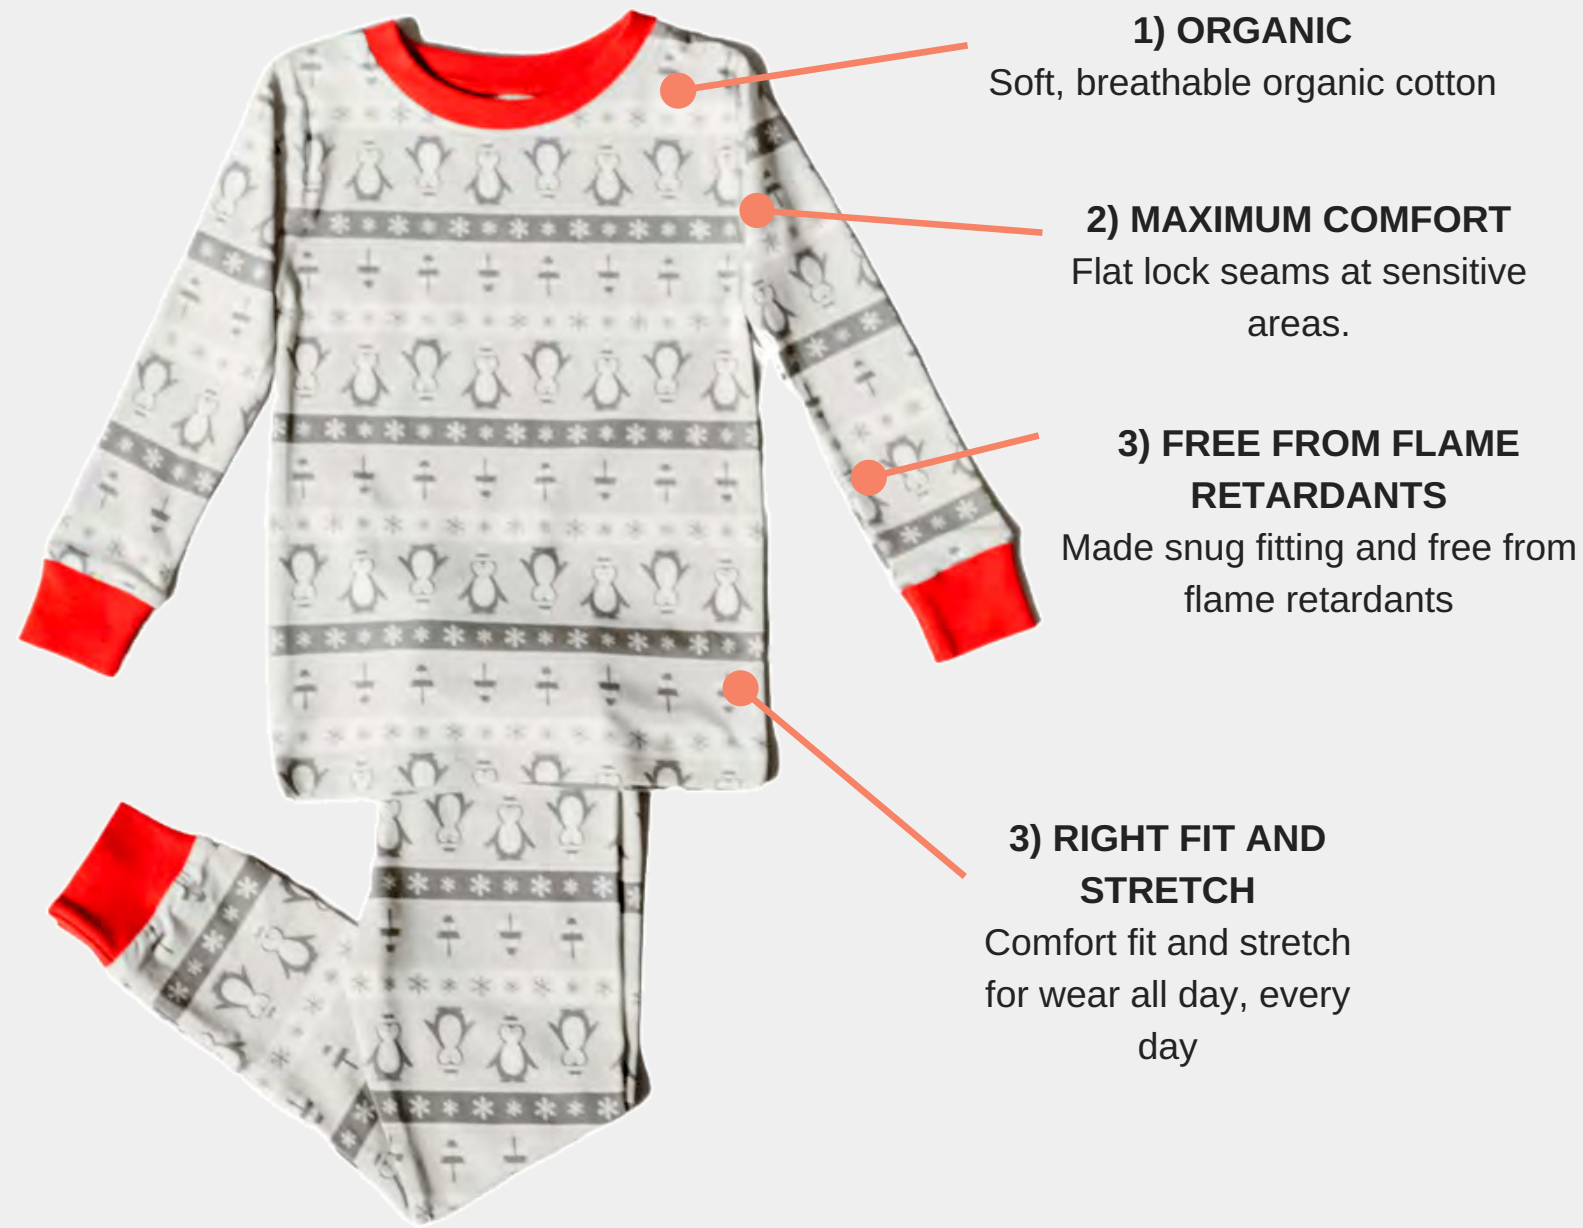 1) ORGANIC
Soft, breathable organic cotton
2) MAXIMUM COMFORT
Flat lock seams at sensitive
areas.
3) FREE FROM FLAME
RETARDANTS
Made snug fitting and free from
flame retardants
3) RIGHT FIT AND
STRETCH
Comfort fit and stretch
for wear all day, every
day